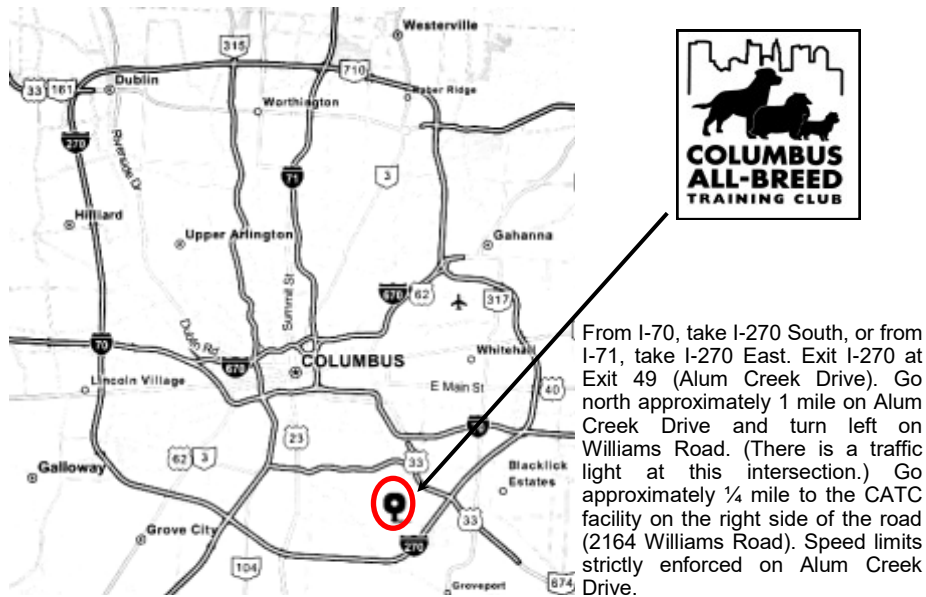 Westerville
315
710
33 161
Dublin
Worthington
270
Riverside Dr
71
3
Hilliard
Upper Arlington
Gahanna
Summit St
670 62
317
70
Dublin Rd
670
COLUMBUS
Whitehall
Lincoln Village
E Main St
40
23
62 3
33
Galloway
Blacklick
Estates
33
Grove City
270
104
Groveport
674
COLUMBUS
ALL-BREED
TRAINING CLUB
From I-70, take I-270 South, or from
I-71, take I-270 East. Exit I-270 at
Exit 49 (Alum Creek Drive). Go
north approximately 1 mile on Alum
Creek Drive and turn left on
Williams Road. (There is a traffic
light at this intersection.) Go
approximately ¼ mile to the CATC
facility on the right side of the road
(2164 Williams Road). Speed limits
strictly enforced on Alum Creek
Drive.